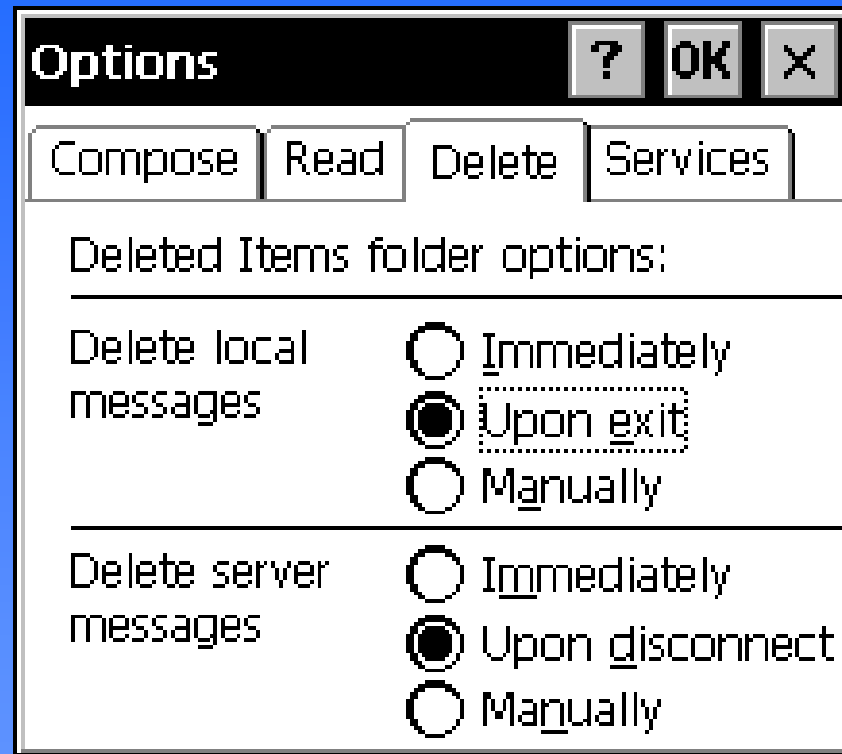 Options ? OK ×
Compose Read Delete Services
Deleted Items folder options:
Delete local messages
Immediately
Upon exit
Manually
Delete server messages
Immediately
Upon disconnect
Manually